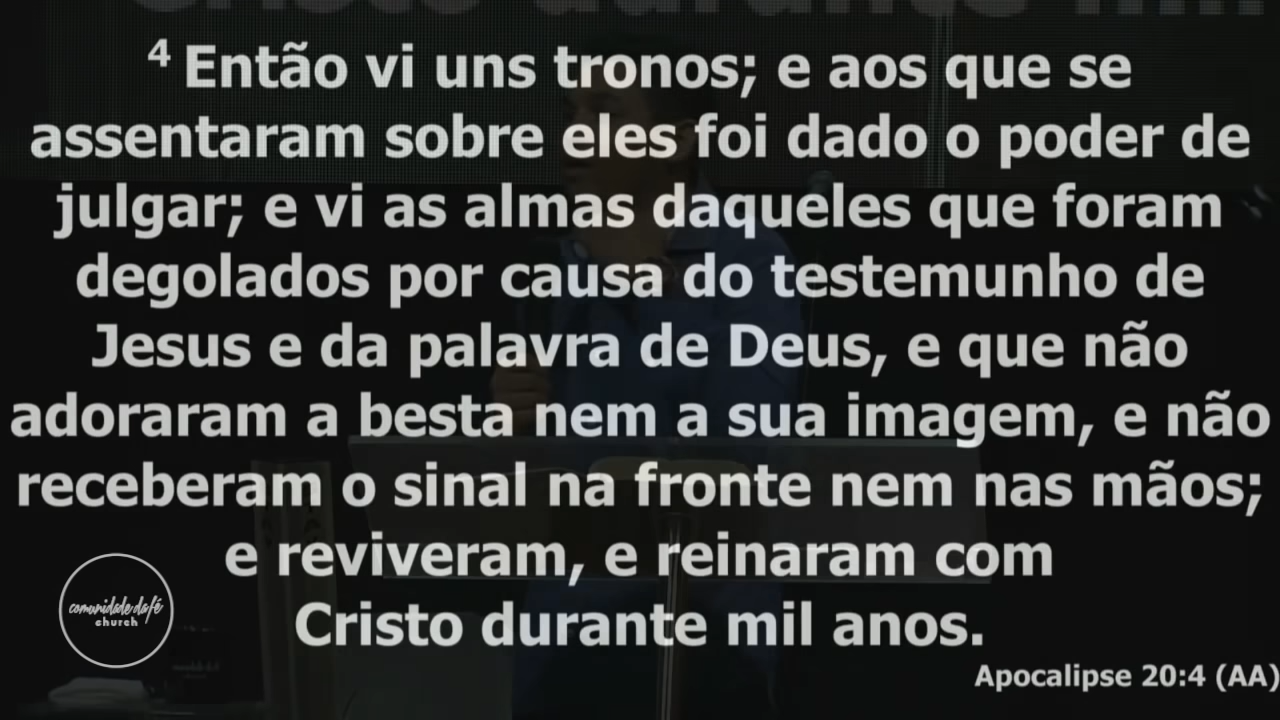 Cristo durante mil
4 Então vi uns tronos; e aos que se
assentaram sobre eles foi dado o poder de
julgar; e vi as almas daqueles que foram
degolados por causa do testemunho de
Jesus e da palavra de Deus, e que não
adoraram a besta nem a sua imagem, e não
receberam o sinal na fronte nem nas mãos;
e reviveram, e reinaram com
Cristo durante mil anos.
Apocalipse 20:4 (AA)
comunidade da fé
church